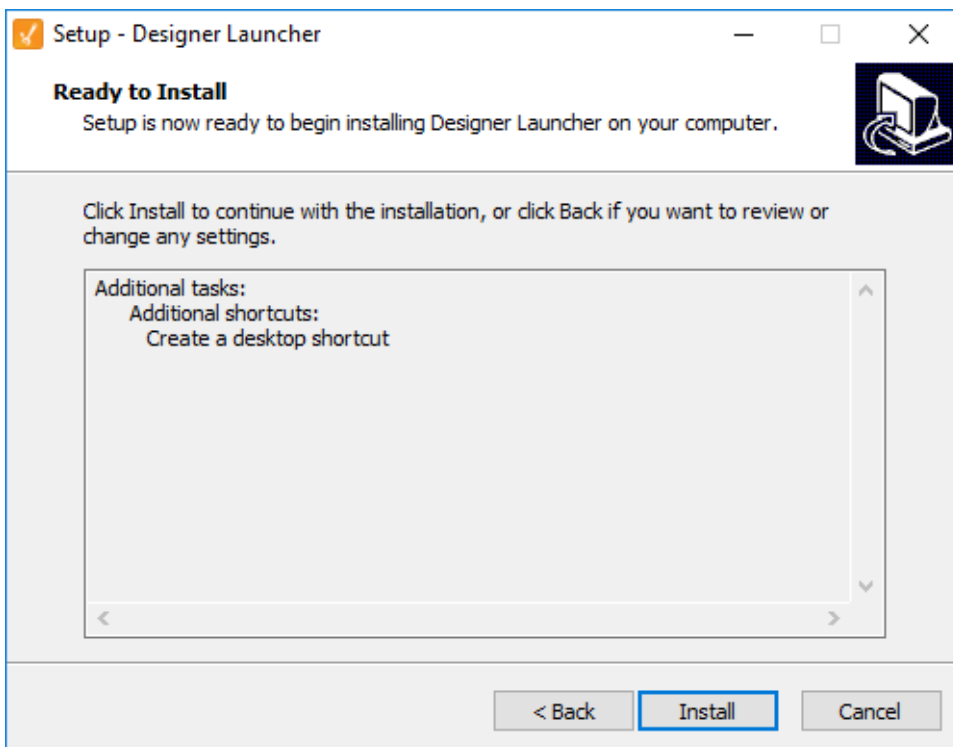 Setup - Designer Launcher
Ready to Install
Setup is now ready to begin installing Designer Launcher on your computer.
Click Install to continue with the installation, or click Back if you want to review or
change any settings.
Additional tasks:
Additional shortcuts:
Create a desktop shortcut
< Back
Install
Cancel